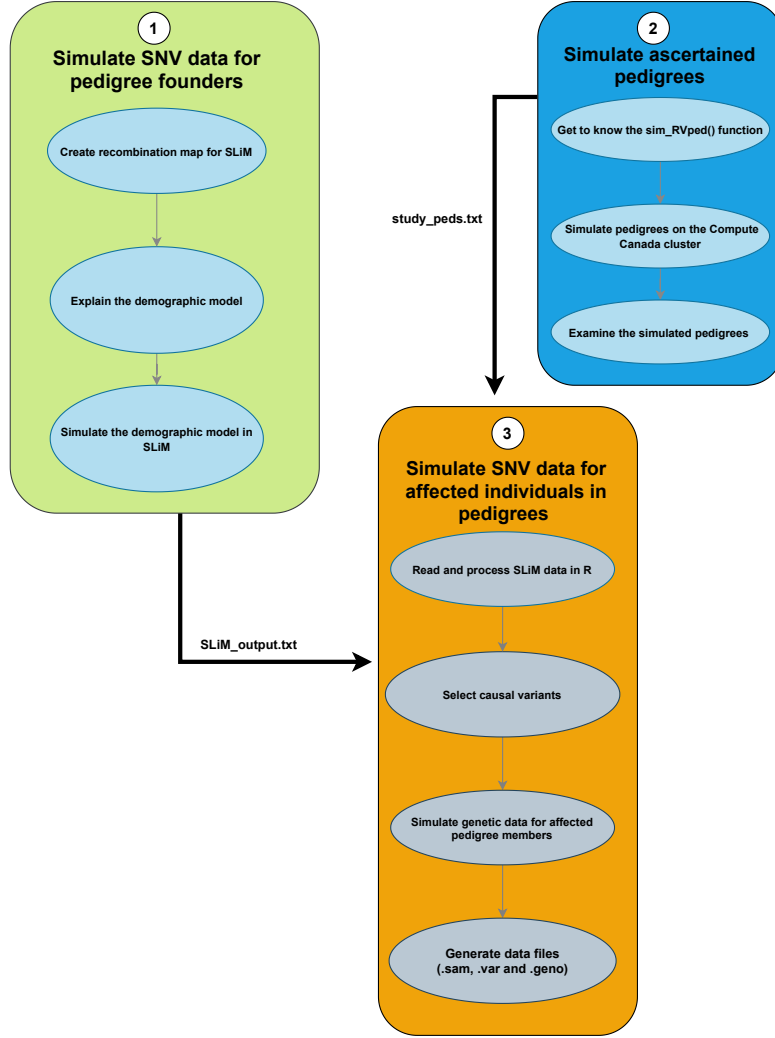 1
Simulate SNV data for
pedigree founders
Create recombination map for SLiM
Explain the demographic model
Simulate the demographic model in
SLiM
SLiM_output.txt
2
Simulate ascertained
pedigrees
Get to know the sim_RVped() function
Simulate pedigrees on the Compute
Canada cluster
Examine the simulated pedigrees
study_peds.txt
3
Simulate SNV data for
affected individuals in
pedigrees
Read and process SLiM data in R
Select causal variants
Simulate genetic data for affected
pedigree members
Generate data files
(.sam, .var and .geno)